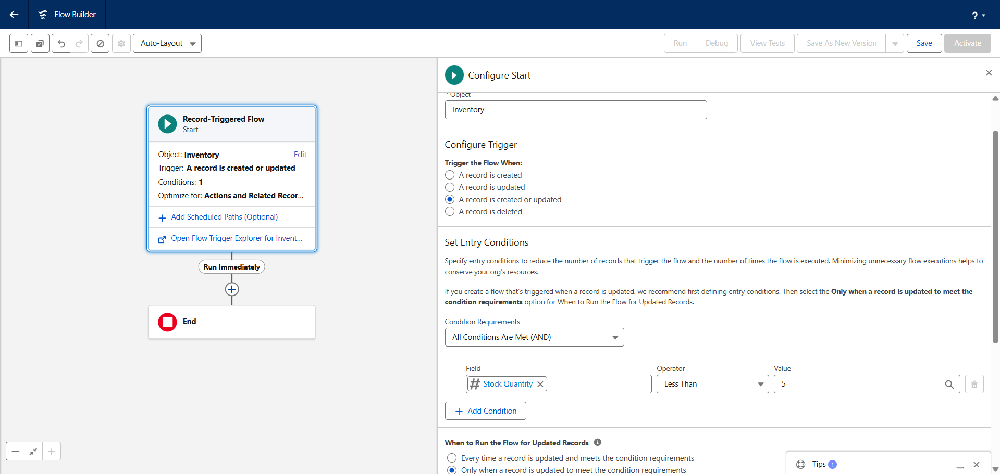 Flow Builder
?
Auto-Layout
Run
Debug
View Tests
Save As New Version
Save
Activate
Record-Triggered Flow
Start
Object: Inventory
Edit
Trigger: A record is created or updated
Conditions: 1
Optimize for: Actions and Related Recor...
Add Scheduled Paths (Optional)
Open Flow Trigger Explorer for Invent...
Run Immediately
End
Configure Start
* Object
Inventory
Configure Trigger
Trigger the Flow When:
A record is created
A record is updated
A record is created or updated
A record is deleted
Set Entry Conditions
Specify entry conditions to reduce the number of records that trigger the flow and the number of times the flow is executed. Minimizing unnecessary flow executions helps to
conserve your org's resources.
If you create a flow that's triggered when a record is updated, we recommend first defining entry conditions. Then select the Only when a record is updated to meet the
condition requirements option for When to Run the Flow for Updated Records.
Condition Requirements
All Conditions Are Met (AND)
Field
Operator
Value
Stock Quantity
Less Than
5
Add Condition
When to Run the Flow for Updated Records
Every time a record is updated and meets the condition requirements
Only when a record is updated to meet the condition requirements
Tips 1